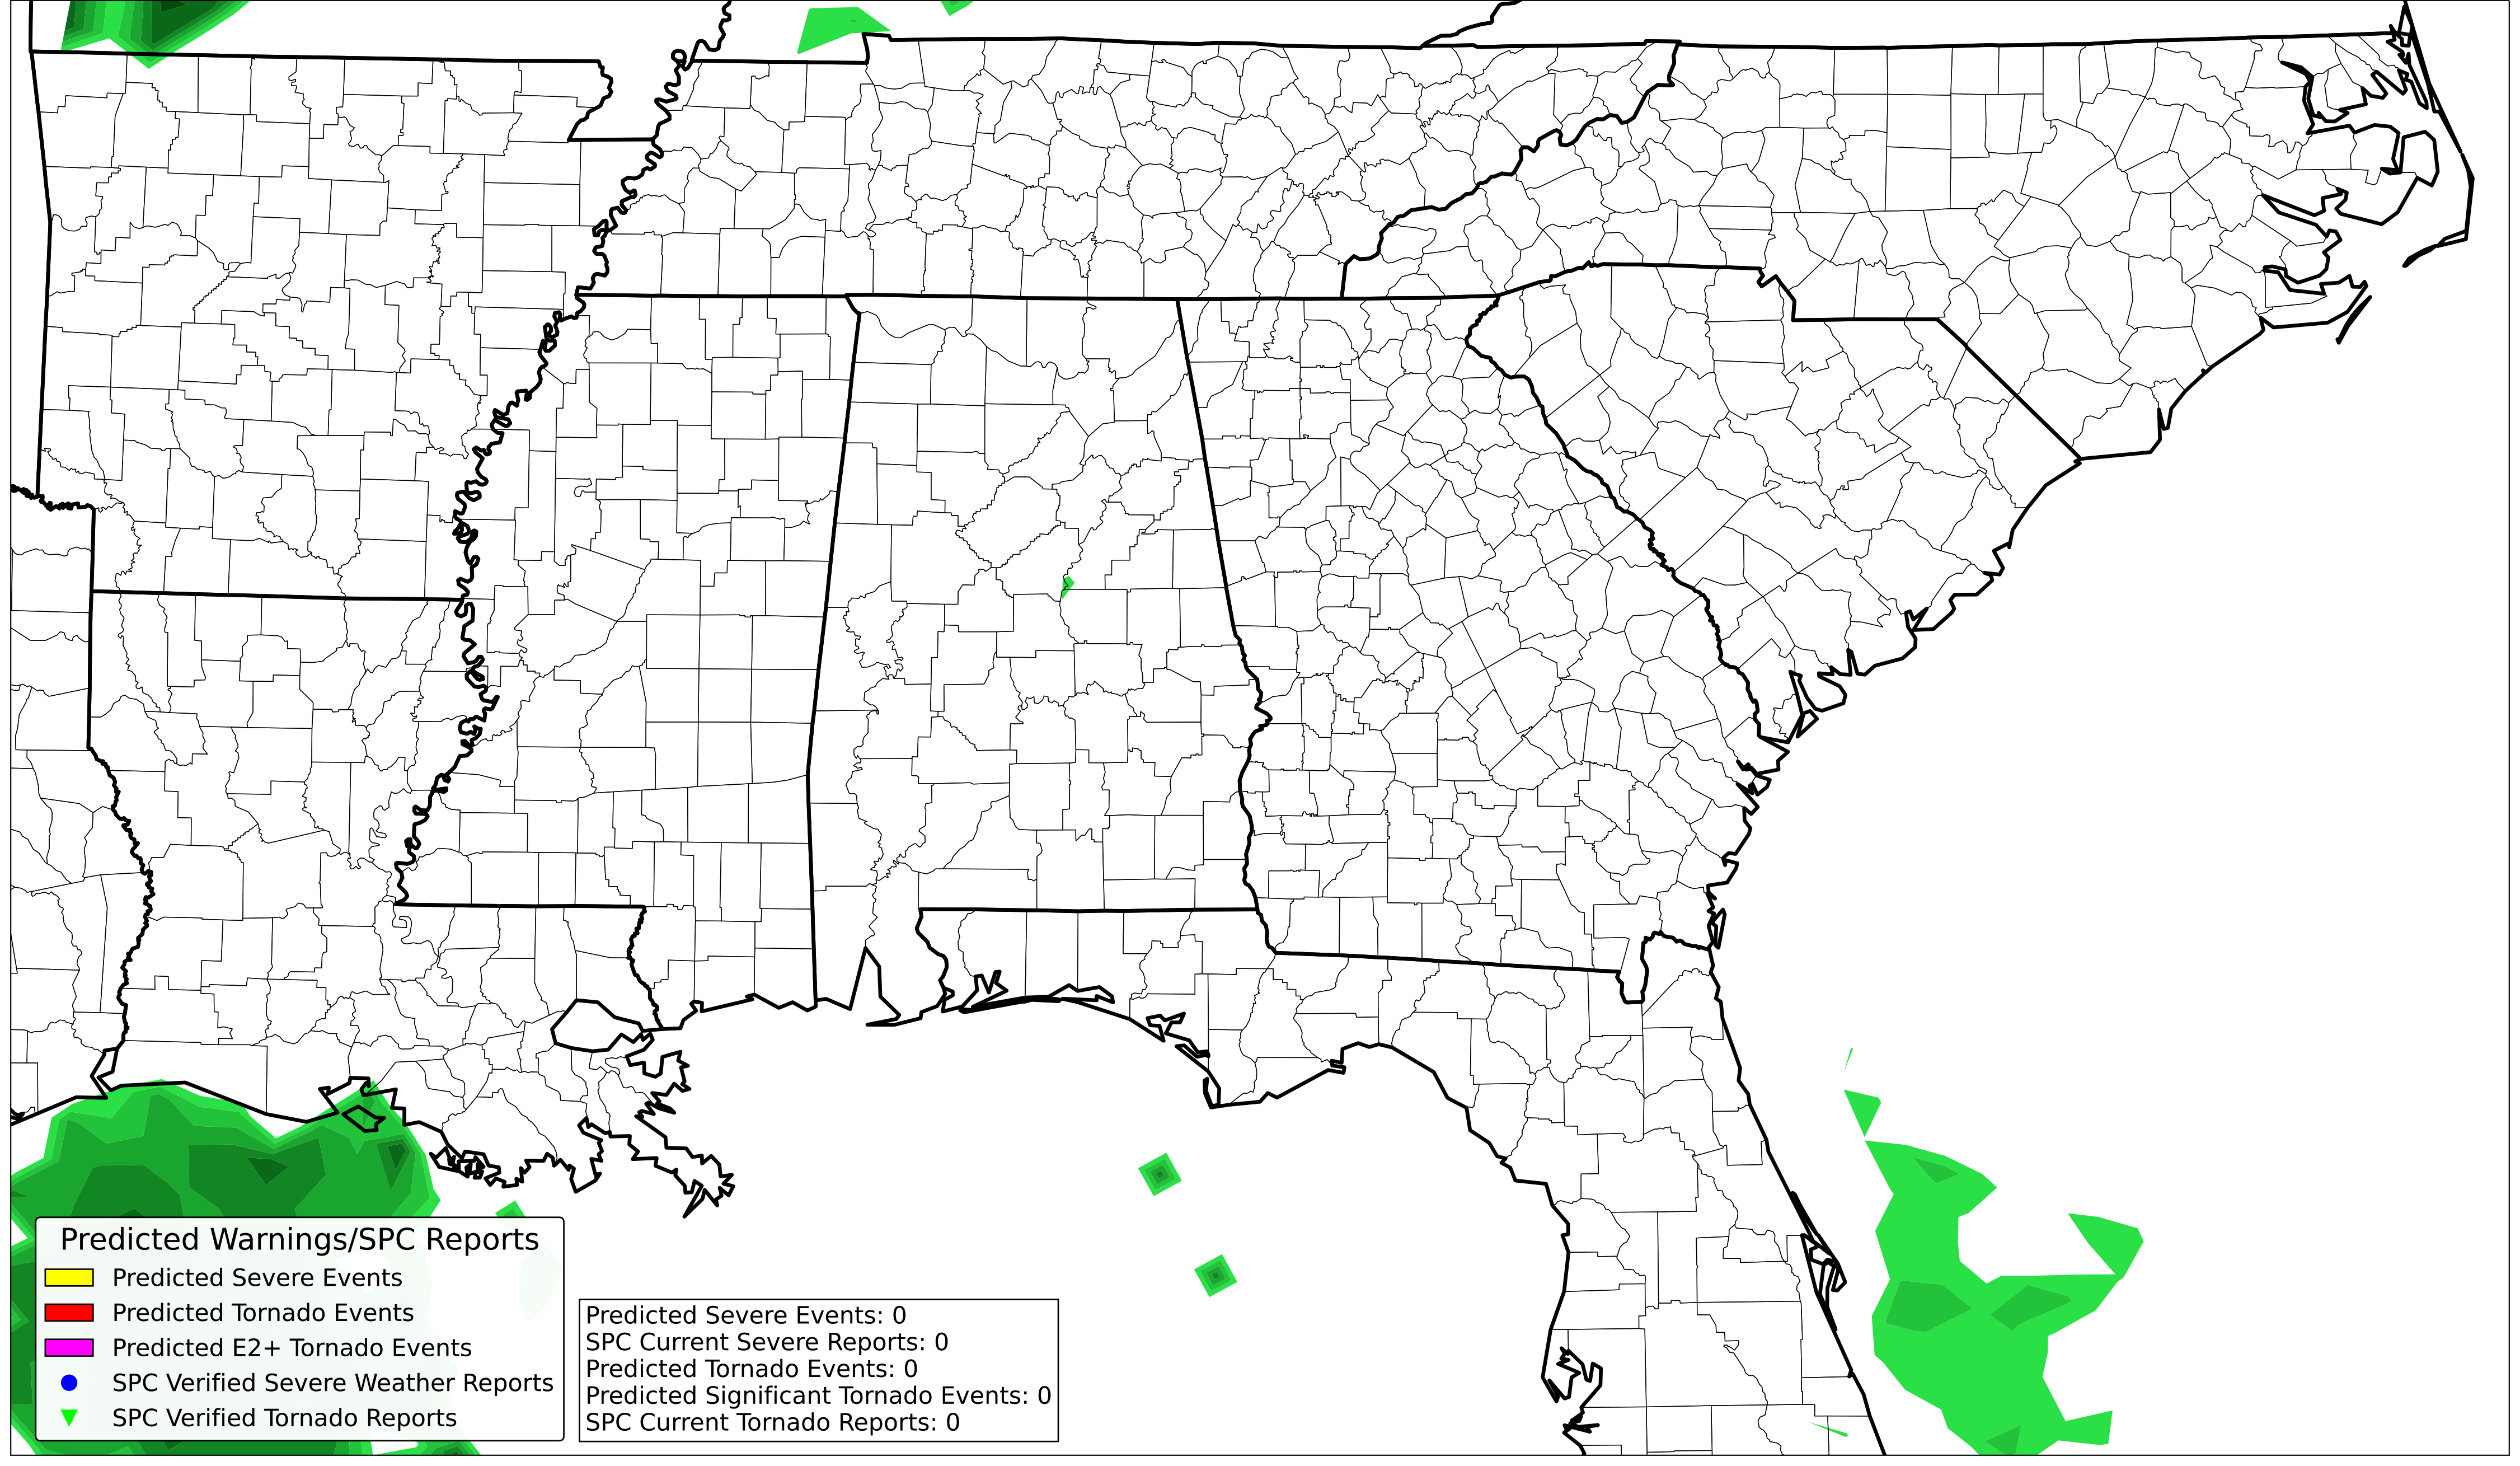 Predicted Warnings/SPC Reports
Predicted Severe Events
Predicted Tornado Events
Predicted E2+ Tornado Events
SPC Verified Severe Weather Reports
SPC Verified Tornado Reports
Predicted Severe Events: 0
SPC Current Severe Reports: 0
Predicted Tornado Events: 0
Predicted Significant Tornado Events: 0
SPC Current Tornado Reports: 0